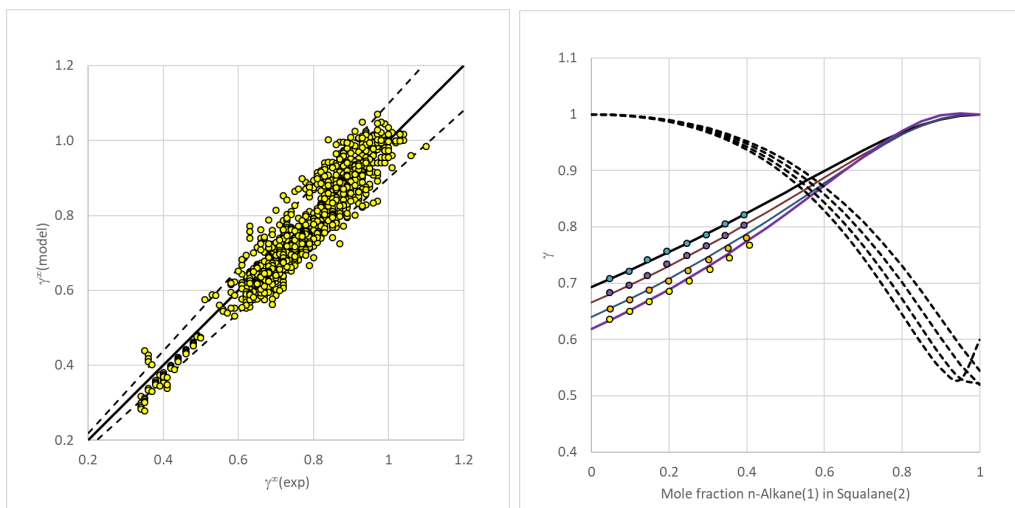 1.2
1.0
0.8
0.6
0.4
0.2
0.2 0.4 0.6 0.8 1 1.2
γ∞(model)
γ∞(exp)
1.1
1
0.9
0.8
0.7
0.6
0.5
0.4
0 0.2 0.4 0.6 0.8 1
γ
Mole fraction n-Alkane(1) in Squalane(2)